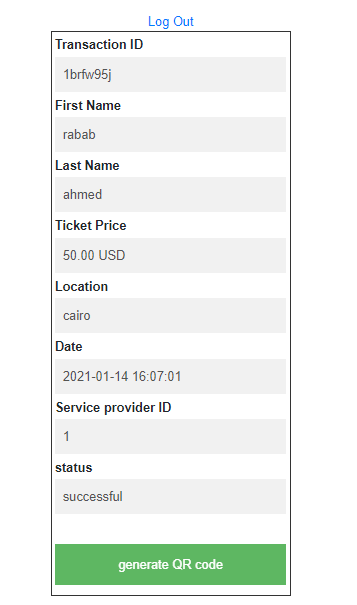 Log Out
Transaction ID
1brfw95j
First Name
rabab
Last Name
ahmed
Ticket Price
50.00 USD
Location
cairo
Date
2021-01-14 16:07:01
Service provider ID
1
status
successful
generate QR code